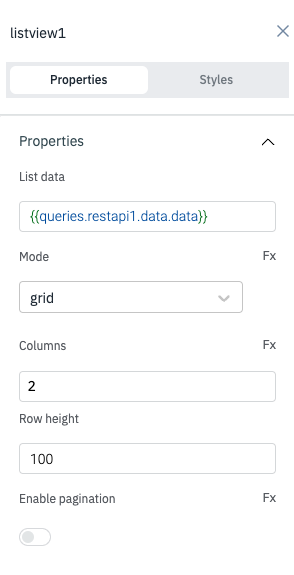 listview1
Properties Styles
Properties
List data
{{queries.restapi1.data.data}}
Mode Fx
grid
Columns Fx
2
Row height
100
Enable pagination Fx